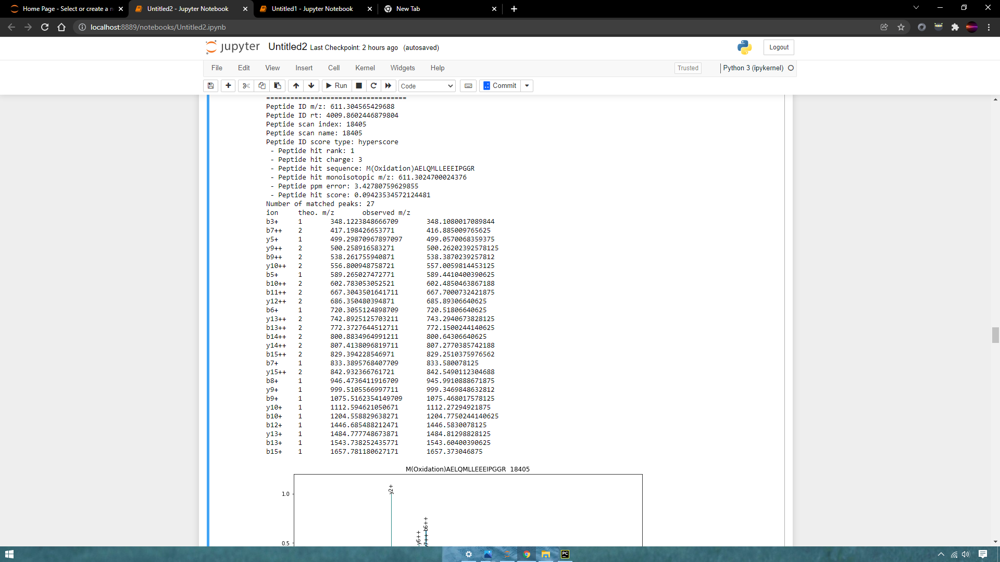 Home Page - Select or create a n
Untitled2 - Jupyter Notebook
Untitled1 - Jupyter Notebook
New Tab
localhost:8889/notebooks/Untitled2.ipynb
jupyter Untitled2 Last Checkpoint: 2 hours ago (autosaved)
Logout
File Edit View Insert Cell Kernel Widgets Help
Trusted
Python 3 (ipykernel)
Run Code Commit
===================================
Peptide ID m/z: 611.304565429688
Peptide ID rt: 4009.8602446879804
Peptide scan index: 18405
Peptide scan name: 18405
Peptide ID score type: hyperscore
- Peptide hit rank: 1
- Peptide hit charge: 3
- Peptide hit sequence: M(Oxidation)AELQMLLEEEIPGGR
- Peptide hit monoisotopic m/z: 611.3024700024376
- Peptide ppm error: 3.42780759629855
- Peptide hit score: 0.09423534572124481
Number of matched peaks: 27
ion theo. m/z observed m/z
b3+ 1 348.1223848666709 348.1080017089844
b7++ 2 417.198426653771 416.885009765625
y5+ 1 499.29870967897097 499.0570068359375
y9++ 2 500.258916583271 500.26202392578125
b9++ 2 538.261755940871 538.3870239257812
y10++ 2 556.800948758721 557.0059814453125
b5+ 1 589.265027472771 589.4410400390625
b10++ 2 602.783053052521 602.4850463867188
b11++ 2 667.3043501641711 667.7000732421875
y12++ 2 686.350480394871 685.89306640625
b6+ 1 720.3055124898709 720.51806640625
y13++ 2 742.8925125703211 743.2940673828125
b13++ 2 772.3727644512711 772.1500244140625
b14++ 2 800.8834964991211 800.64306640625
y14++ 2 807.4138096819711 807.2770385742188
b15++ 2 829.394228546971 829.2510375976562
b7+ 1 833.3895768407709 833.580078125
y15++ 2 842.932366761721 842.5490112304688
b8+ 1 946.4736411916709 945.9910888671875
y9+ 1 999.5105566997711 999.3469848632812
b9+ 1 1075.5162354149709 1075.468017578125
y10+ 1 1112.594621050671 1112.27294921875
b10+ 1 1204.558829638271 1204.7750244140625
b12+ 1 1446.685488212471 1446.5830078125
y13+ 1 1484.777748673871 1484.81298828125
b13+ 1 1543.738252435771 1543.60400390625
b15+ 1 1657.781180627171 1657.373046875
M(Oxidation)AELQMLLEEEIPGGR 18405
y2+
1.0
b6++
y6++
0.5
PC